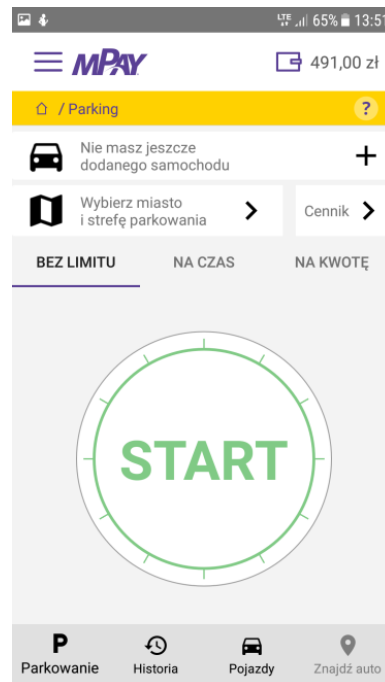 LTE 65% 13:51
mPAY 491,00 zł
/ Parking ?
Nie masz jeszcze
dodanego samochodu
Wybierz miasto
i strefę parkowania
Cennik
BEZ LIMITU NA CZAS NA KWOTĘ
START
P
Parkowanie Historia Pojazdy Znajdź auto